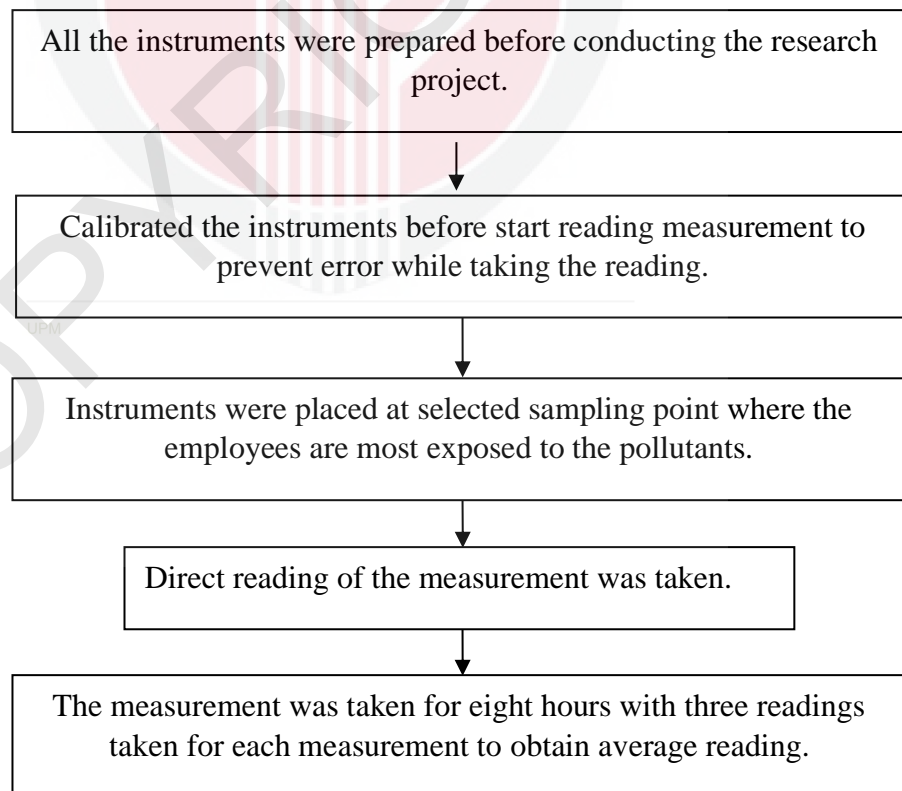 All the instruments were prepared before conducting the research
project.
Calibrated the instruments before start reading measurement to
prevent error while taking the reading.
UPM
Instruments were placed at selected sampling point where the
employees are most exposed to the pollutants.
Direct reading of the measurement was taken.
The measurement was taken for eight hours with three readings
taken for each measurement to obtain average reading.